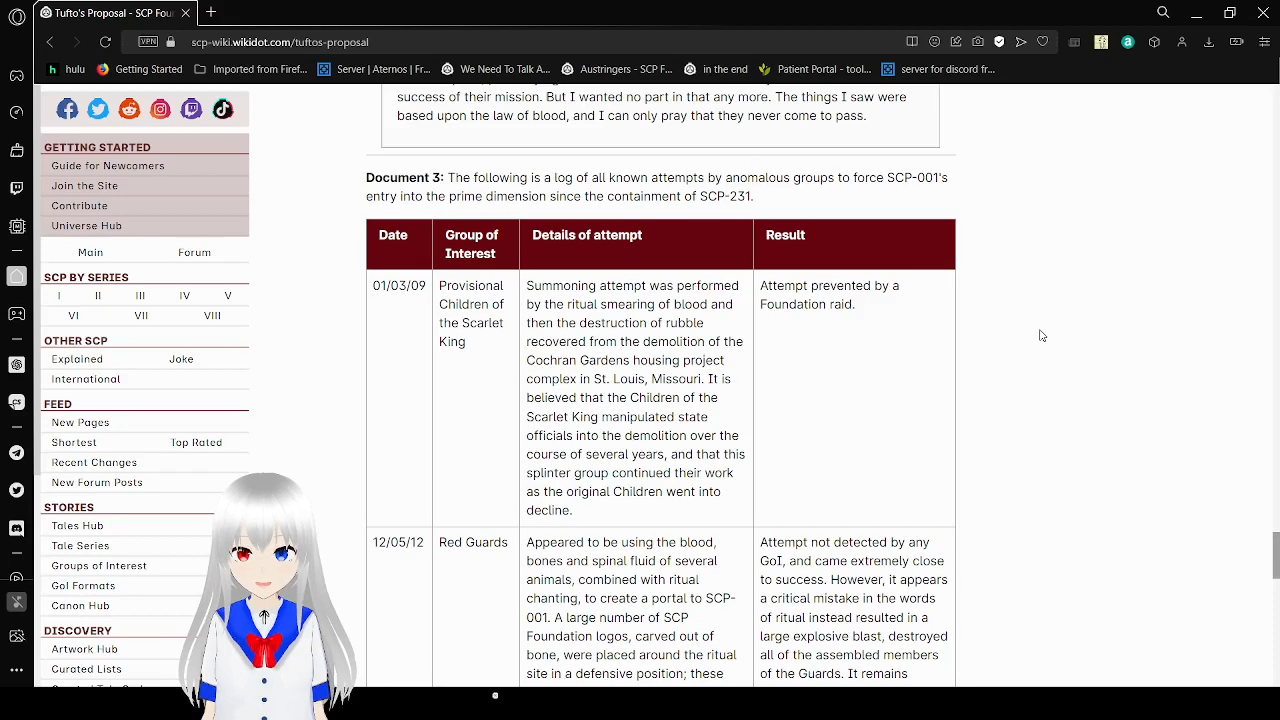 Tufto's Proposal - SCP Foun
scp-wiki.wikidot.com/tuftos-proposal
VPN
hulu
Getting Started
Imported from Firef...
Server | Aternos | Fr...
We Need To Talk A...
Austringers - SCP F...
in the end
Patient Portal - tool...
server for discord fr...
GETTING STARTED
Guide for Newcomers
Join the Site
Contribute
Universe Hub
Main Forum
SCP BY SERIES
I II III IV V
VI VII VIII
OTHER SCP
Explained Joke
International
FEED
New Pages
Shortest Top Rated
Recent Changes
New Forum Posts
STORIES
Tales Hub
Tale Series
Groups of Interest
GoI Formats
Canon Hub
DISCOVERY
Artwork Hub
Curated Lists
success of their mission. But I wanted no part in that any more. The things I saw were
based upon the law of blood, and I can only pray that they never come to pass.
Document 3: The following is a log of all known attempts by anomalous groups to force SCP-001's
entry into the prime dimension since the containment of SCP-231.
Date
Group of
Interest
Details of attempt
Result
01/03/09
Provisional
Children of
the Scarlet
King
Summoning attempt was performed
by the ritual smearing of blood and
then the destruction of rubble
recovered from the demolition of the
Cochran Gardens housing project
complex in St. Louis, Missouri. It is
believed that the Children of the
Scarlet King manipulated state
officials into the demolition over the
course of several years, and that this
splinter group continued their work
as the original Children went into
decline.
Attempt prevented by a
Foundation raid.
12/05/12
Red Guards
Appeared to be using the blood,
bones and spinal fluid of several
animals, combined with ritual
chanting, to create a portal to SCP-
001. A large number of SCP
Foundation logos, carved out of
bone, were placed around the ritual
site in a defensive position; these
Attempt not detected by any
GoI, and came extremely close
to success. However, it appears
a critical mistake in the words
of ritual instead resulted in a
large explosive blast, destroyed
all of the assembled members
of the Guards. It remains